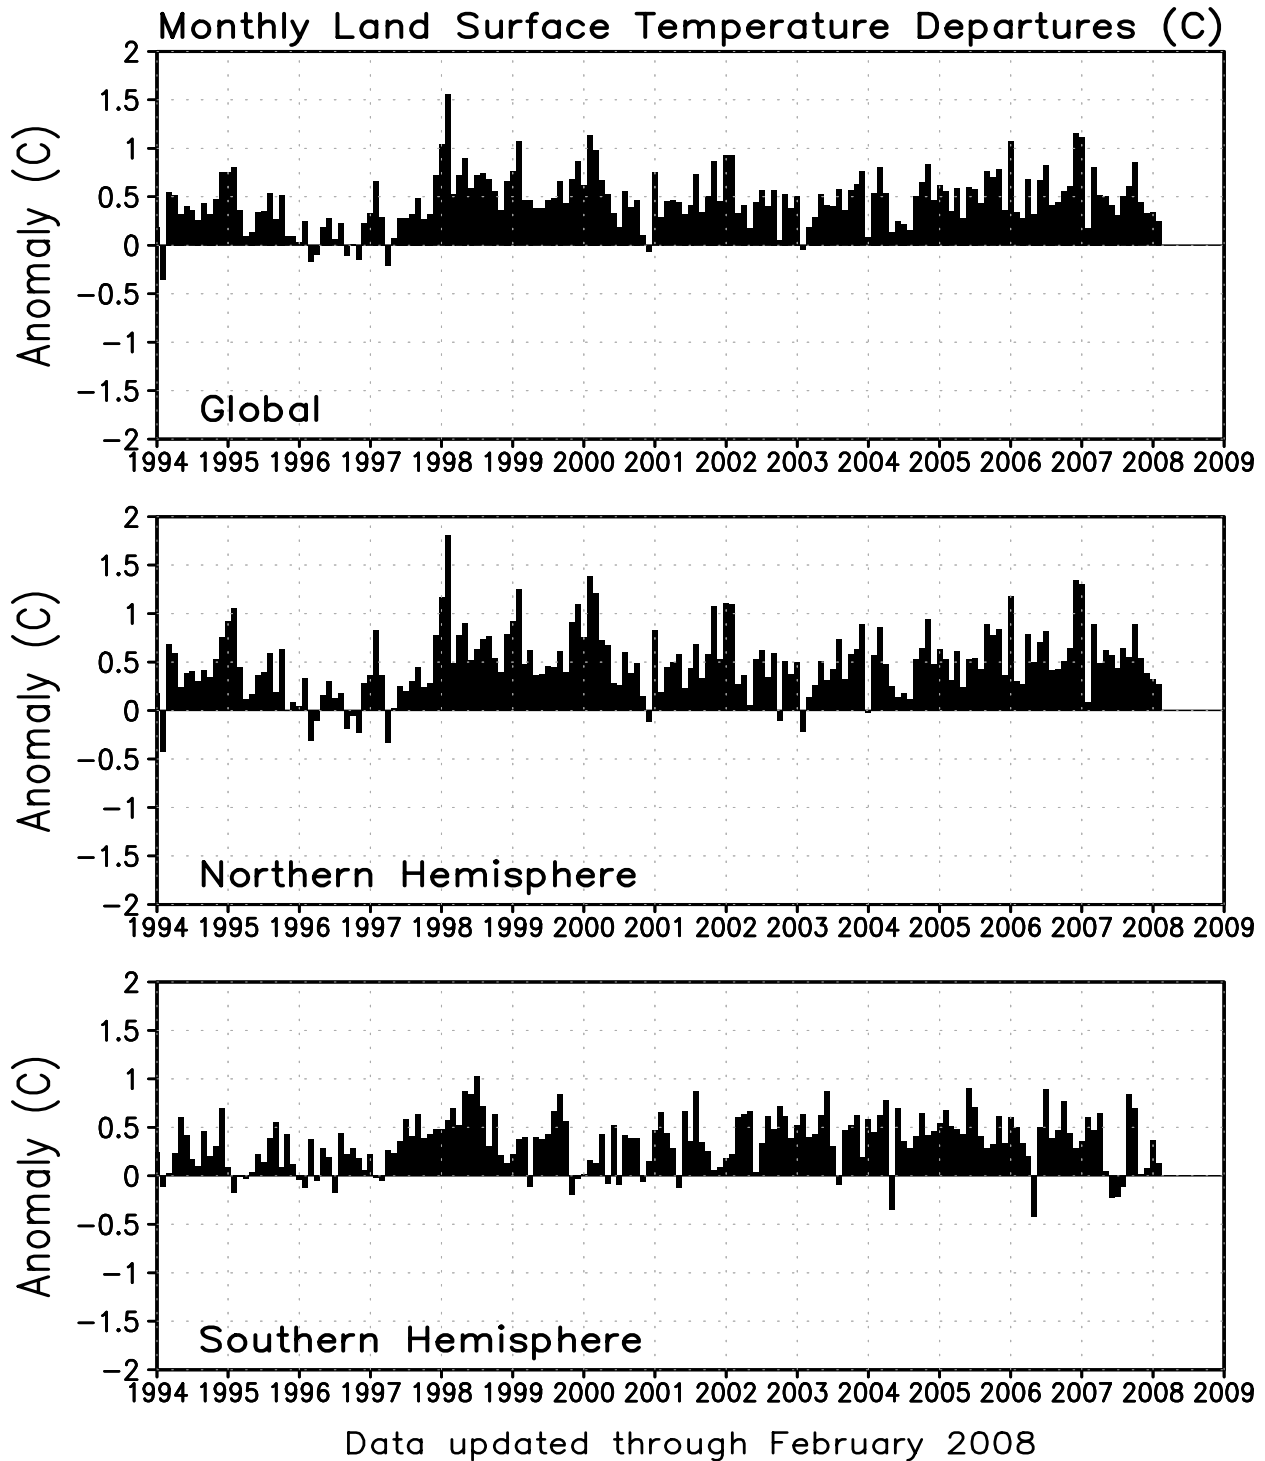 Monthly Land Surface Temperature Departures (C)
Anomaly (C)
2
1.5
1
0.5
0
−0.5
−1
−1.5
−2
Global
1994 1995 1996 1997 1998 1999 2000 2001 2002 2003 2004 2005 2006 2007 2008 2009
Anomaly (C)
2
1.5
1
0.5
0
−0.5
−1
−1.5
−2
Northern Hemisphere
1994 1995 1996 1997 1998 1999 2000 2001 2002 2003 2004 2005 2006 2007 2008 2009
Anomaly (C)
2
1.5
1
0.5
0
−0.5
−1
−1.5
−2
Southern Hemisphere
1994 1995 1996 1997 1998 1999 2000 2001 2002 2003 2004 2005 2006 2007 2008 2009
Data updated through February 2008